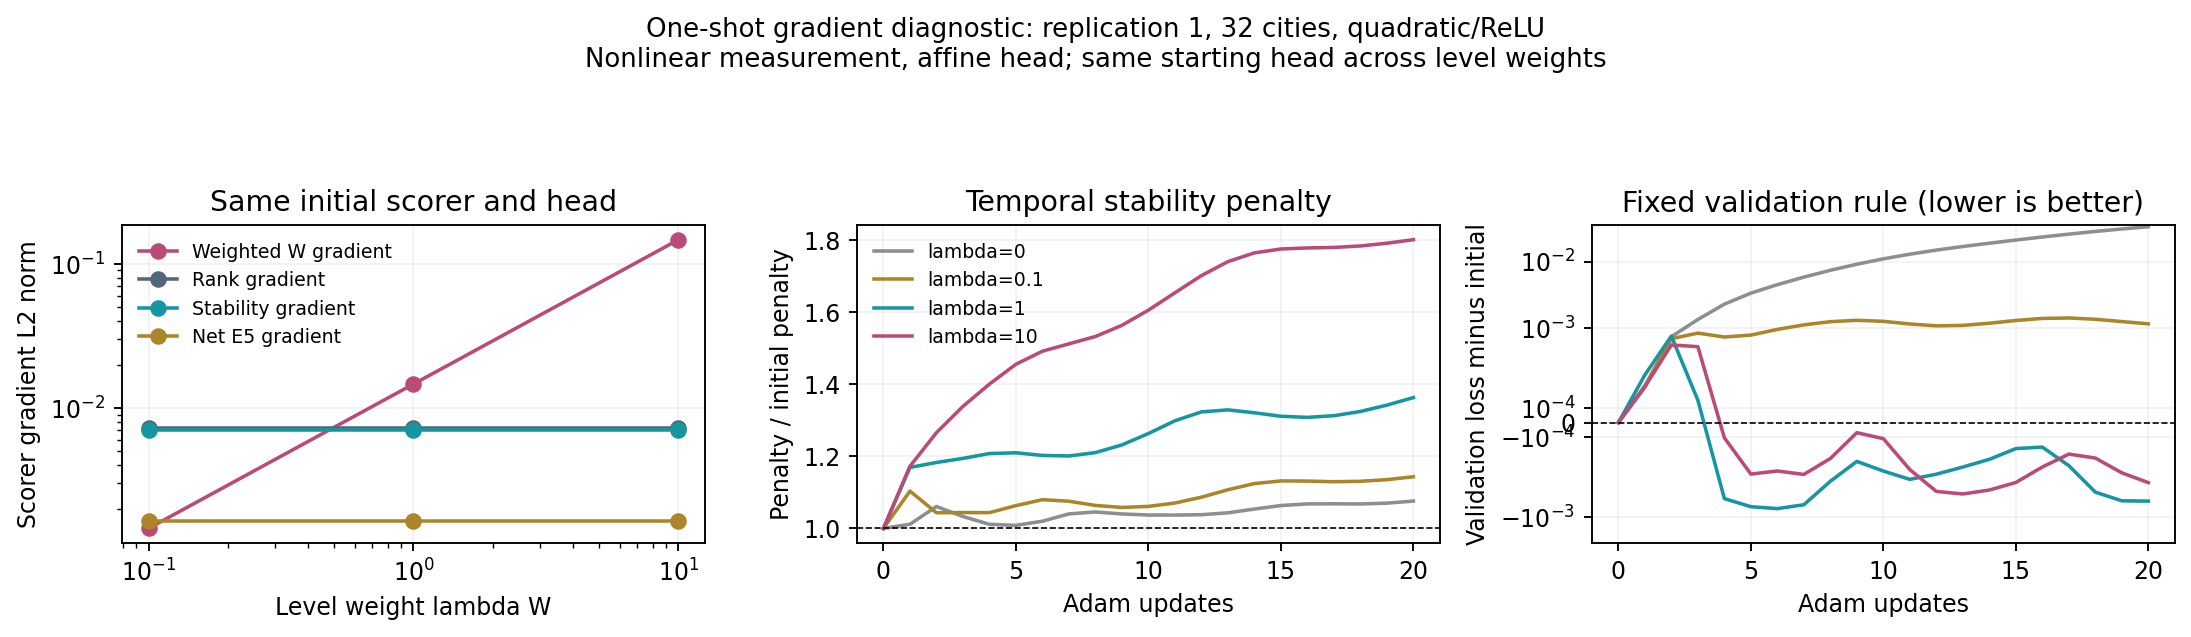 One-shot gradient diagnostic: replication 1, 32 cities, quadratic/ReLU
Nonlinear measurement, affine head; same starting head across level weights
Same initial scorer and head
Scorer gradient L2 norm
10⁻¹
10⁻²
Weighted W gradient
Rank gradient
Stability gradient
Net E5 gradient
10⁻¹
10⁰
10¹
Level weight lambda W
Temporal stability penalty
Penalty / initial penalty
1.8
1.6
1.4
1.2
1.0
lambda=0
lambda=0.1
lambda=1
lambda=10
0
5
10
15
20
Adam updates
Fixed validation rule (lower is better)
Validation loss minus initial
10⁻²
10⁻³
10⁻⁴
0
−10⁻⁴
−10⁻³
0
5
10
15
20
Adam updates